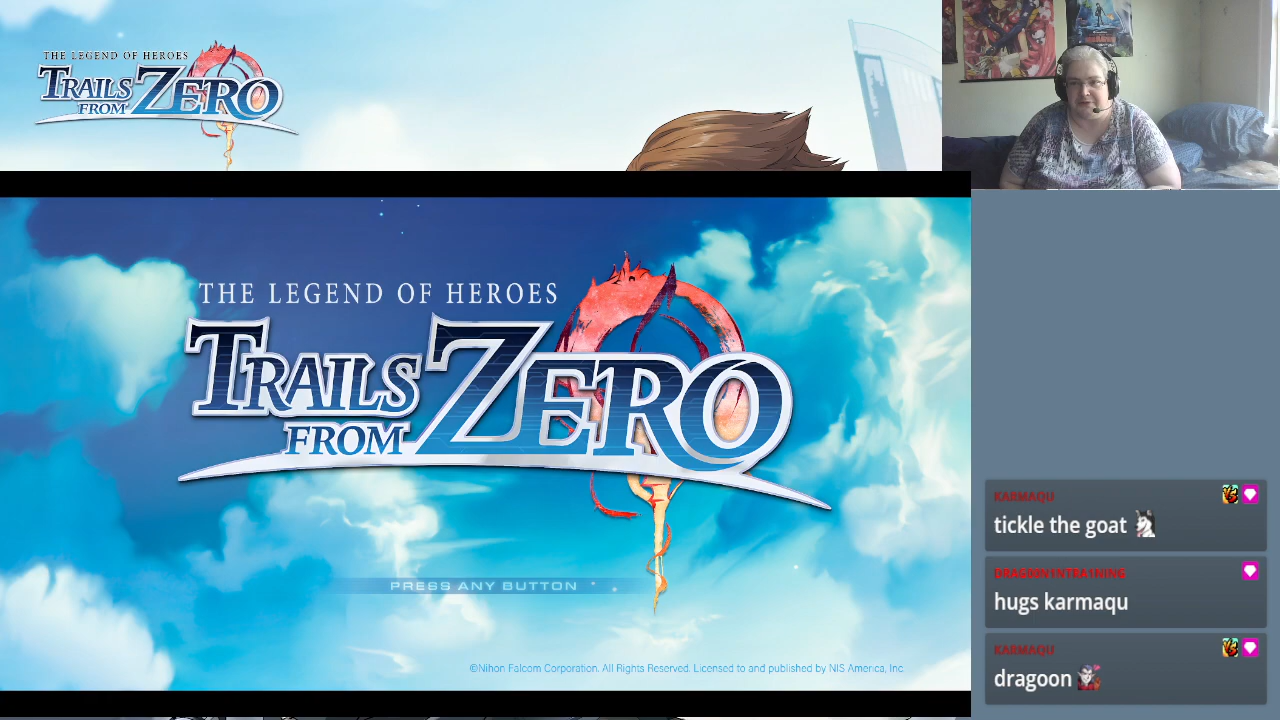 THE LEGEND OF HEROES
TRAILS
FROM ZERO
THE LEGEND OF HEROES
TRAILS
FROM ZERO
PRESS ANY BUTTON
©Nihon Falcom Corporation. All Rights Reserved. Licensed to and published by NIS America, Inc.
KARMAQU
tickle the goat
DRAG0NINTRA1N1NG
hugs karmaqu
KARMAQU
dragoon